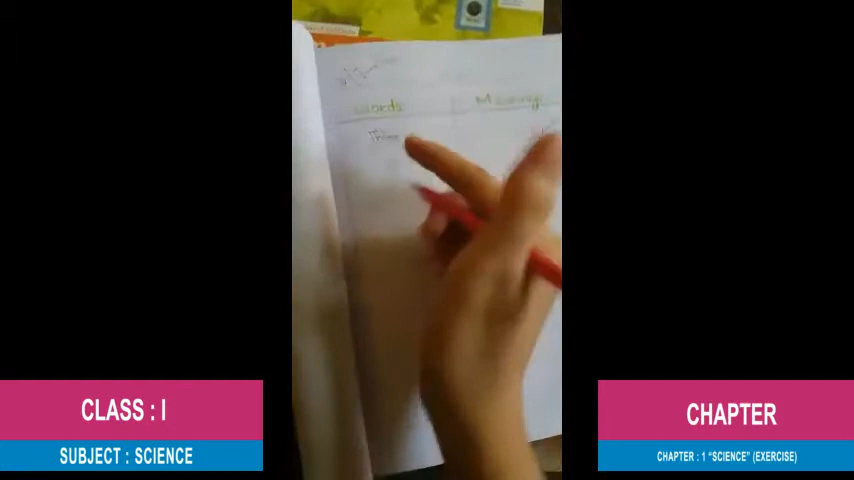 words Meaning
CLASS : I
SUBJECT : SCIENCE
CHAPTER
CHAPTER : 1 “SCIENCE” (EXERCISE)